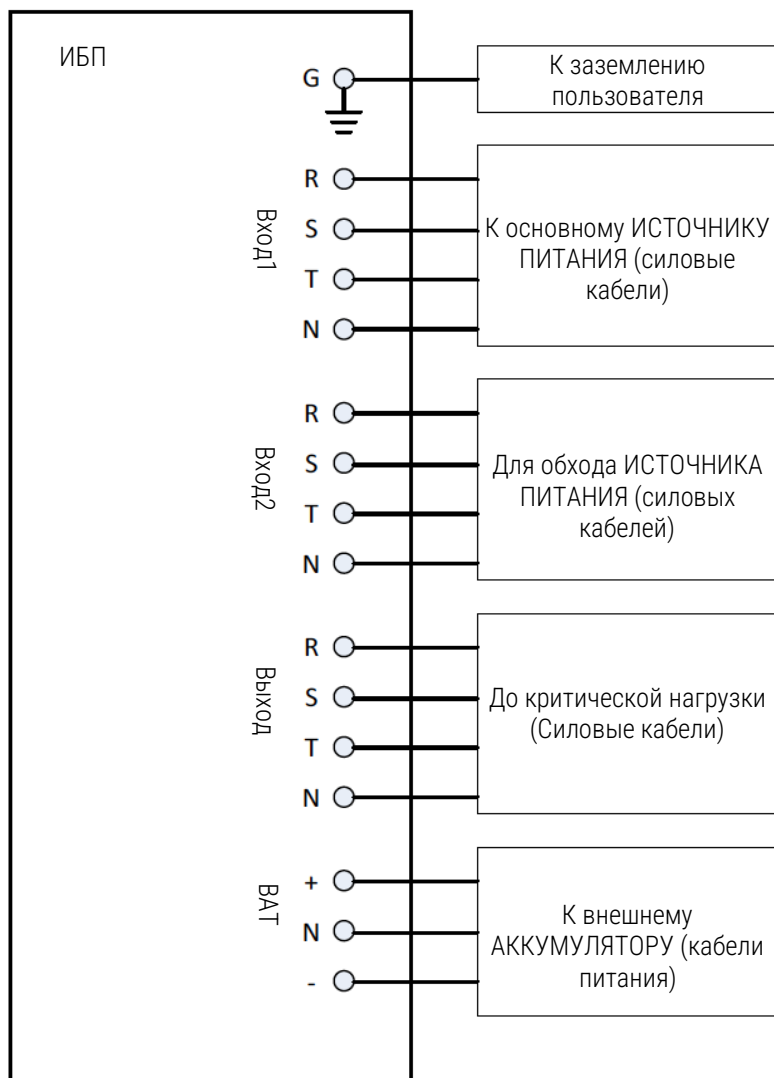 ИБП
G
К заземлению
пользователя
Вход1
R
S
T
N
К основному ИСТОЧНИКУ
ПИТАНИЯ (силовые
кабели)
Вход2
R
S
T
N
Для обхода ИСТОЧНИКА
ПИТАНИЯ (силовых
кабелей)
Выход
R
S
T
N
До критической нагрузки
(Силовые кабели)
BAT
+
N
-
К внешнему
АККУМУЛЯТОРУ (кабели
питания)